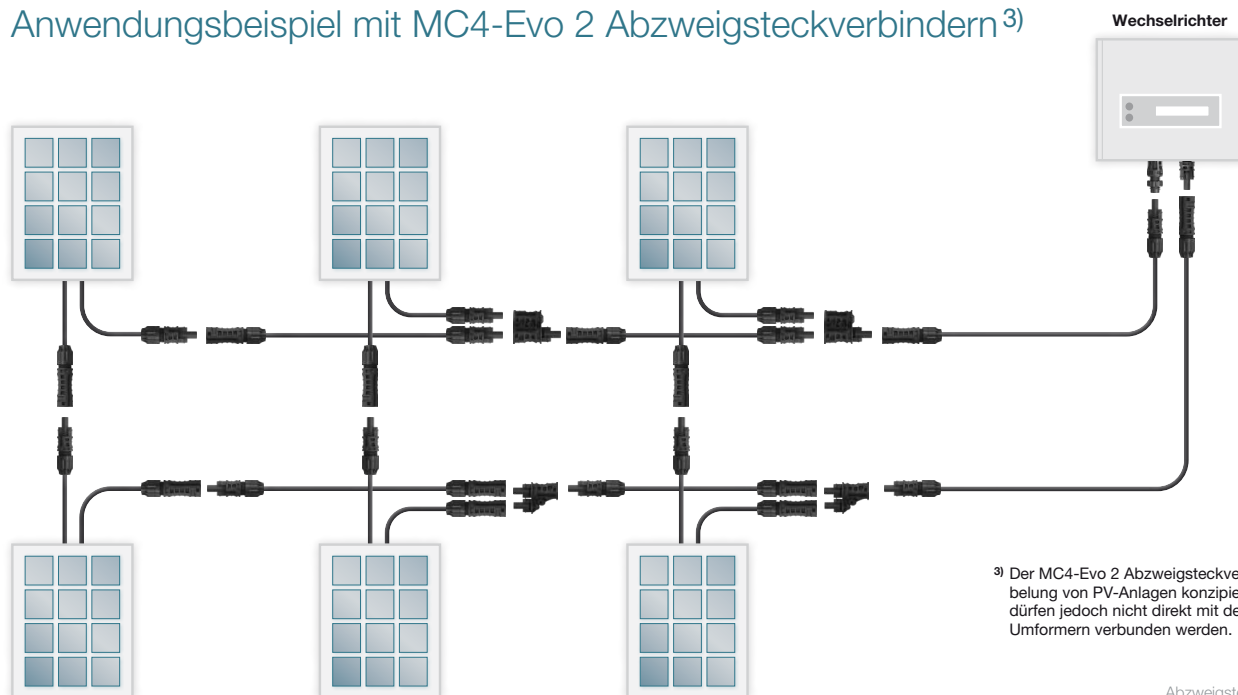 Anwendungsbeispiel mit MC4-Evo 2 Abzweigsteckverbindern 3)
Wechselrichter
3) Der MC4-Evo 2 Abzweigsteckve
belung von PV-Anlagen konzipie
dürfen jedoch nicht direkt mit de
Umformern verbunden werden.
Abzweigste